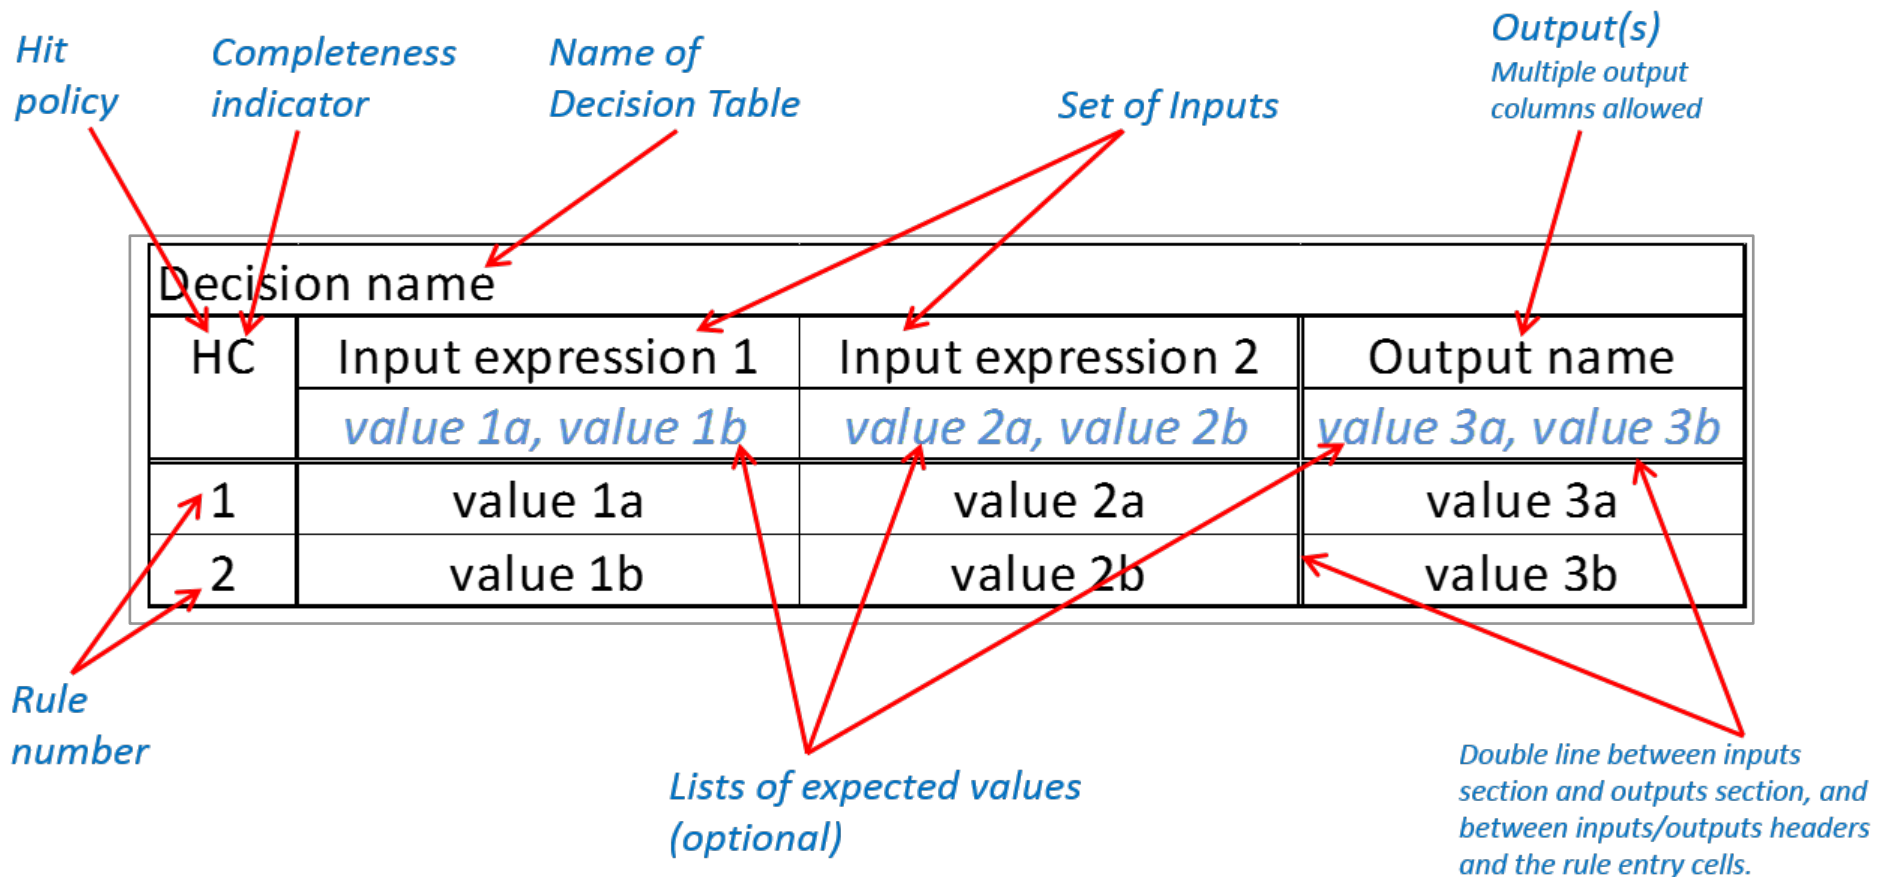 Hit
policy
Completeness
indicator
Name of
Decision Table
Set of Inputs
Output(s)
Multiple output
columns allowed
Decision name
HC Input expression 1 Input expression 2 Output name
value 1a, value 1b value 2a, value 2b value 3a, value 3b
1 value 1a value 2a value 3a
2 value 1b value 2b value 3b
Rule
number
Lists of expected values
(optional)
Double line between inputs
section and outputs section, and
between inputs/outputs headers
and the rule entry cells.